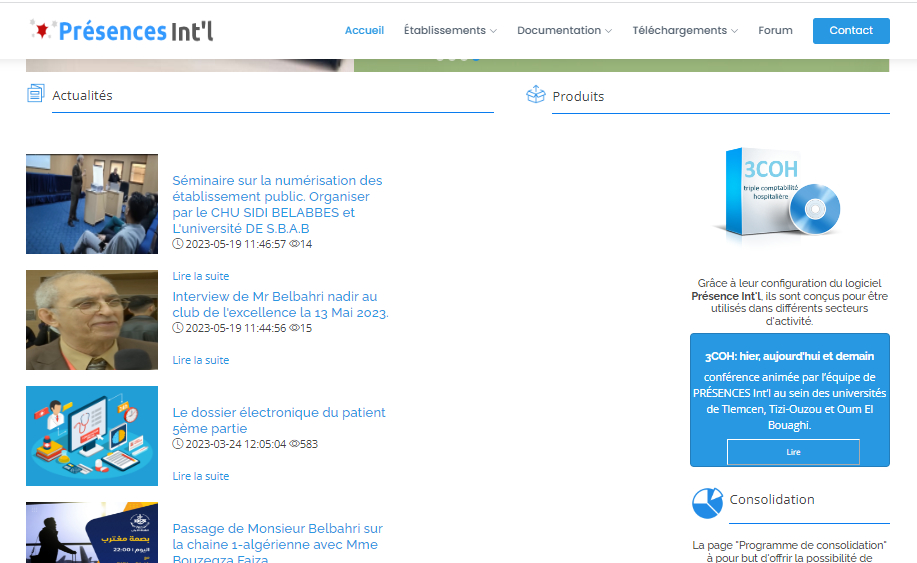 Présences Int'l
Accueil
Établissements
Documentation
Téléchargements
Forum
Contact
Actualités
Séminaire sur la numérisation des
établissement public. Organiser
par le CHU SIDI BELABBES et
L'université DE S.B.A.B
2023-05-19 11:46:57 14
Lire la suite
Interview de Mr Belbahri nadir au
club de l'excellence la 13 Mai 2023.
2023-05-19 11:44:56 15
Lire la suite
Le dossier électronique du patient
5ème partie
2023-03-24 12:05:04 583
Lire la suite
بصمة مغترب
اليوم | 22:00
Passage de Monsieur Belbahri sur
la chaine 1-algérienne avec Mme
Bouzegza Faiza
Produits
3COH
triple comptabilité
hospitalière
Grâce à leur configuration du logiciel
Présence Int'l, ils sont conçus pour être
utilisés dans différents secteurs
d'activité.
3COH: hier, aujourd'hui et demain
conférence animée par l'équipe de
PRÉSENCES Int'l au sein des universités
de Tlemcen, Tizi-Ouzou et Oum El
Bouaghi.
Lire
Consolidation
La page "Programme de consolidation"
à pour but d'offrir la possibilité de